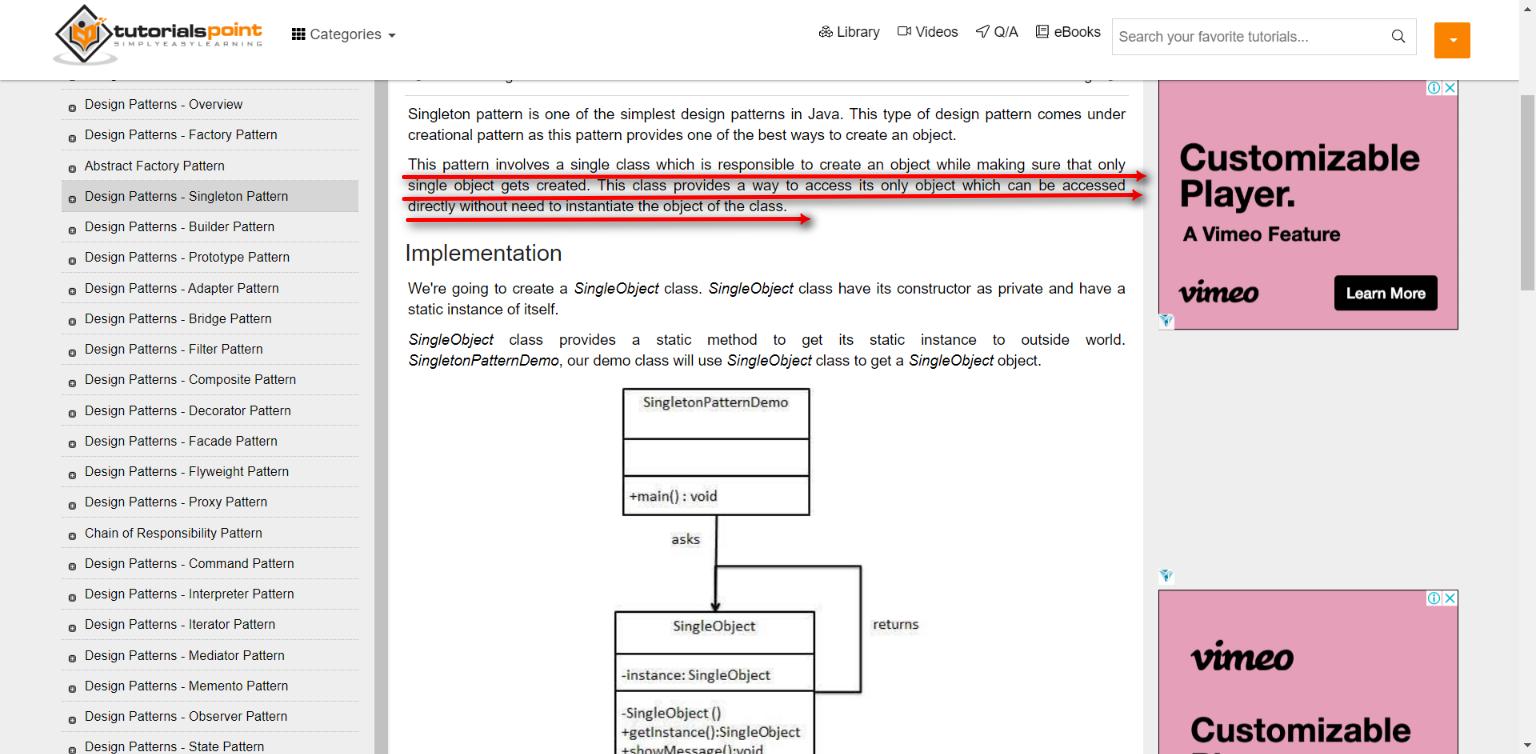 tutorialspoint
SIMPLYEASYLEARNING
Categories
Library
Videos
Q/A
eBooks
Search your favorite tutorials...
Design Patterns - Overview
Design Patterns - Factory Pattern
Abstract Factory Pattern
Design Patterns - Singleton Pattern
Design Patterns - Builder Pattern
Design Patterns - Prototype Pattern
Design Patterns - Adapter Pattern
Design Patterns - Bridge Pattern
Design Patterns - Filter Pattern
Design Patterns - Composite Pattern
Design Patterns - Decorator Pattern
Design Patterns - Facade Pattern
Design Patterns - Flyweight Pattern
Design Patterns - Proxy Pattern
Chain of Responsibility Pattern
Design Patterns - Command Pattern
Design Patterns - Interpreter Pattern
Design Patterns - Iterator Pattern
Design Patterns - Mediator Pattern
Design Patterns - Memento Pattern
Design Patterns - Observer Pattern
Design Patterns - State Pattern
Singleton pattern is one of the simplest design patterns in Java. This type of design pattern comes under
creational pattern as this pattern provides one of the best ways to create an object.
This pattern involves a single class which is responsible to create an object while making sure that only
single object gets created. This class provides a way to access its only object which can be accessed
directly without need to instantiate the object of the class.
Implementation
We're going to create a SingleObject class. SingleObject class have its constructor as private and have a
static instance of itself.
SingleObject class provides a static method to get its static instance to outside world.
SingletonPatternDemo, our demo class will use SingleObject class to get a SingleObject object.
SingletonPatternDemo
+main() : void
asks
SingleObject
returns
-instance: SingleObject
-SingleObject ()
+getInstance():SingleObject
+showMessage():void
Customizable
Player.
A Vimeo Feature
vimeo
Learn More
vimeo
Customizable